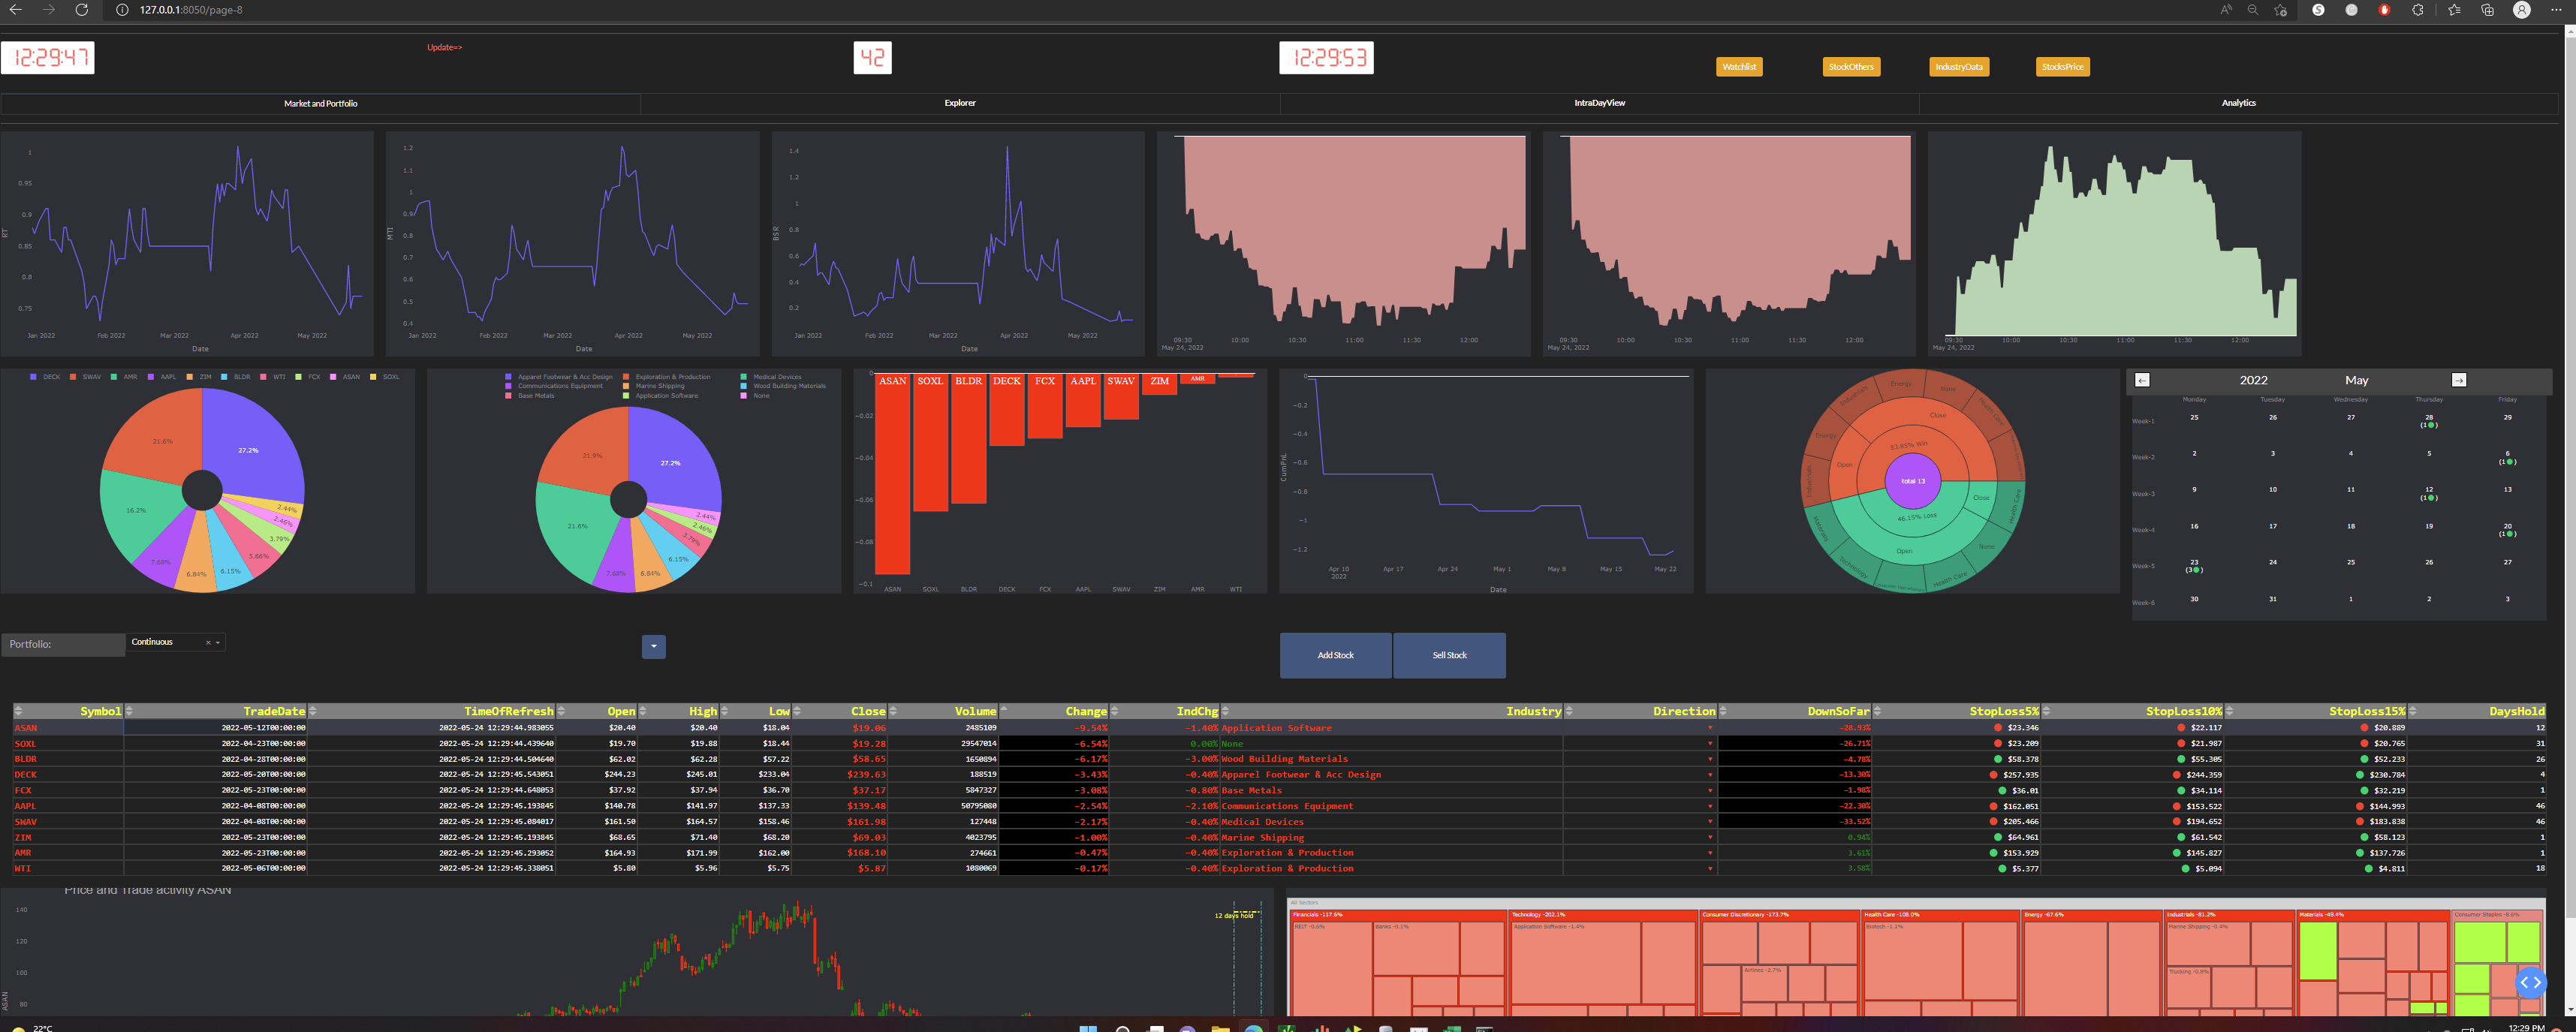 127.0.0.1:8050/page-8
12:29:47
Update=>
42
12:29:53
Watchlist
StockOthers
IndustryData
StocksPrice
Market and Portfolio
Explorer
IntraDayView
Analytics
1
0.95
0.9
0.85
0.8
0.75
RT
Jan 2022 Feb 2022 Mar 2022 Apr 2022 May 2022
Date
1.2
1.1
1
0.9
0.8
0.7
0.6
0.5
0.4
MTI
Jan 2022 Feb 2022 Mar 2022 Apr 2022 May 2022
Date
1.4
1.2
1
0.8
0.6
0.4
0.2
BSR
Jan 2022 Feb 2022 Mar 2022 Apr 2022 May 2022
Date
09:30 10:00 10:30 11:00 11:30 12:00
May 24, 2022
09:30 10:00 10:30 11:00 11:30 12:00
May 24, 2022
09:30 10:00 10:30 11:00 11:30 12:00
May 24, 2022
DECK SWAV AMR AAPL ZIM BLDR WTI FCX ASAN SOXL
27.2%
21.6%
16.2%
7.68%
6.84%
6.15%
5.66%
3.79%
2.46%
2.44%
Apparel Footwear & Acc Design Exploration & Production Medical Devices
Communications Equipment Marine Shipping Wood Building Materials
Base Metals Application Software None
27.2%
21.9%
21.6%
7.68%
6.84%
6.15%
3.79%
2.46%
2.44%
ASAN SOXL BLDR DECK FCX AAPL SWAV ZIM AMR
0
−0.02
−0.04
−0.06
−0.08
−0.1
ASAN SOXL BLDR DECK FCX AAPL SWAV ZIM AMR WTI
0
−0.2
−0.4
−0.6
−0.8
−1
−1.2
CumPnL
Apr 10 Apr 17 Apr 24 May 1 May 8 May 15 May 22
2022
Date
total 13
53.85% Win
46.15% Loss
Close
Open
Close
Open
Energy
None
Health Care
Industrials
Energy
Industrials
Materials
Technology
Health Care
None
Health Care
← 2022 May →
Monday Tuesday Wednesday Thursday Friday
Week-1 25 26 27 28 29
(1)
Week-2 2 3 4 5 6
(1)
Week-3 9 10 11 12 13
(1)
Week-4 16 17 18 19 20
(1)
Week-5 23 24 25 26 27
(3)
Week-6 30 31 1 2 3
Portfolio:
Continuous
Add Stock
Sell Stock
Symbol TradeDate TimeOfRefresh Open High Low Close Volume Change IndChg Industry Direction DownSoFar StopLoss5% StopLoss10% StopLoss15% DaysHold
ASAN 2022-05-12T00:00:00 2022-05-24 12:29:44.983055 $20.40 $20.40 $18.04 $19.06 2485109 -9.54% -1.40% Application Software -28.93% $23.346 $22.117 $20.889 12
SOXL 2022-04-23T00:00:00 2022-05-24 12:29:44.439640 $19.70 $19.88 $18.44 $19.28 29547014 -6.54% 0.00% None -26.71% $23.209 $21.987 $20.765 31
BLDR 2022-04-28T00:00:00 2022-05-24 12:29:44.504640 $62.02 $62.28 $57.22 $58.65 1650894 -6.17% -3.00% Wood Building Materials -4.78% $58.378 $55.305 $52.233 26
DECK 2022-05-20T00:00:00 2022-05-24 12:29:45.543051 $244.23 $245.01 $233.04 $239.63 188519 -3.43% -0.40% Apparel Footwear & Acc Design -13.30% $257.935 $244.359 $230.784 4
FCX 2022-05-23T00:00:00 2022-05-24 12:29:44.648053 $37.92 $37.94 $36.70 $37.17 5847327 -3.08% -0.80% Base Metals -1.98% $36.01 $34.114 $32.219 1
AAPL 2022-04-08T00:00:00 2022-05-24 12:29:45.193845 $140.78 $141.97 $137.33 $139.48 50795080 -2.54% -2.10% Communications Equipment -22.30% $162.051 $153.522 $144.993 46
SWAV 2022-04-08T00:00:00 2022-05-24 12:29:45.084017 $161.50 $164.57 $158.46 $161.98 127448 -2.17% -0.40% Medical Devices -33.52% $205.466 $194.652 $183.838 46
ZIM 2022-05-23T00:00:00 2022-05-24 12:29:45.193845 $68.65 $71.40 $68.20 $69.03 4023795 -1.00% -0.40% Marine Shipping 0.94% $64.961 $61.542 $58.123 1
AMR 2022-05-23T00:00:00 2022-05-24 12:29:45.293052 $164.93 $171.99 $162.00 $168.10 274661 -0.47% -0.40% Exploration & Production 3.61% $153.929 $145.827 $137.726 1
WTI 2022-05-06T00:00:00 2022-05-24 12:29:45.338051 $5.80 $5.96 $5.75 $5.87 1080069 -0.17% -0.40% Exploration & Production 3.58% $5.377 $5.094 $4.811 18
Price and Trade activity ASAN
140
120
100
80
ASAN
12 days hold
All Sectors
Financials -117.6% Technology -202.1% Consumer Discretionary -173.7% Health Care -108.0% Energy -67.6% Industrials -81.2% Materials -49.4% Consumer Staples -8.6%
REIT -0.6% Banks -0.1% Application Software -1.4% Biotech -1.1% Marine Shipping -0.4%
Airlines -2.7% Trucking -0.9%
22°C
12:29 PM